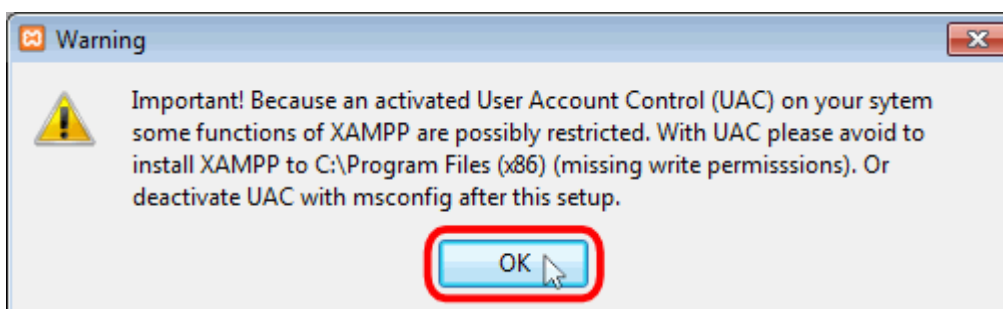 Warning
Important! Because an activated User Account Control (UAC) on your sytem
some functions of XAMPP are possibly restricted. With UAC please avoid to
install XAMPP to C:\Program Files (x86) (missing write permisssions). Or
deactivate UAC with msconfig after this setup.
OK